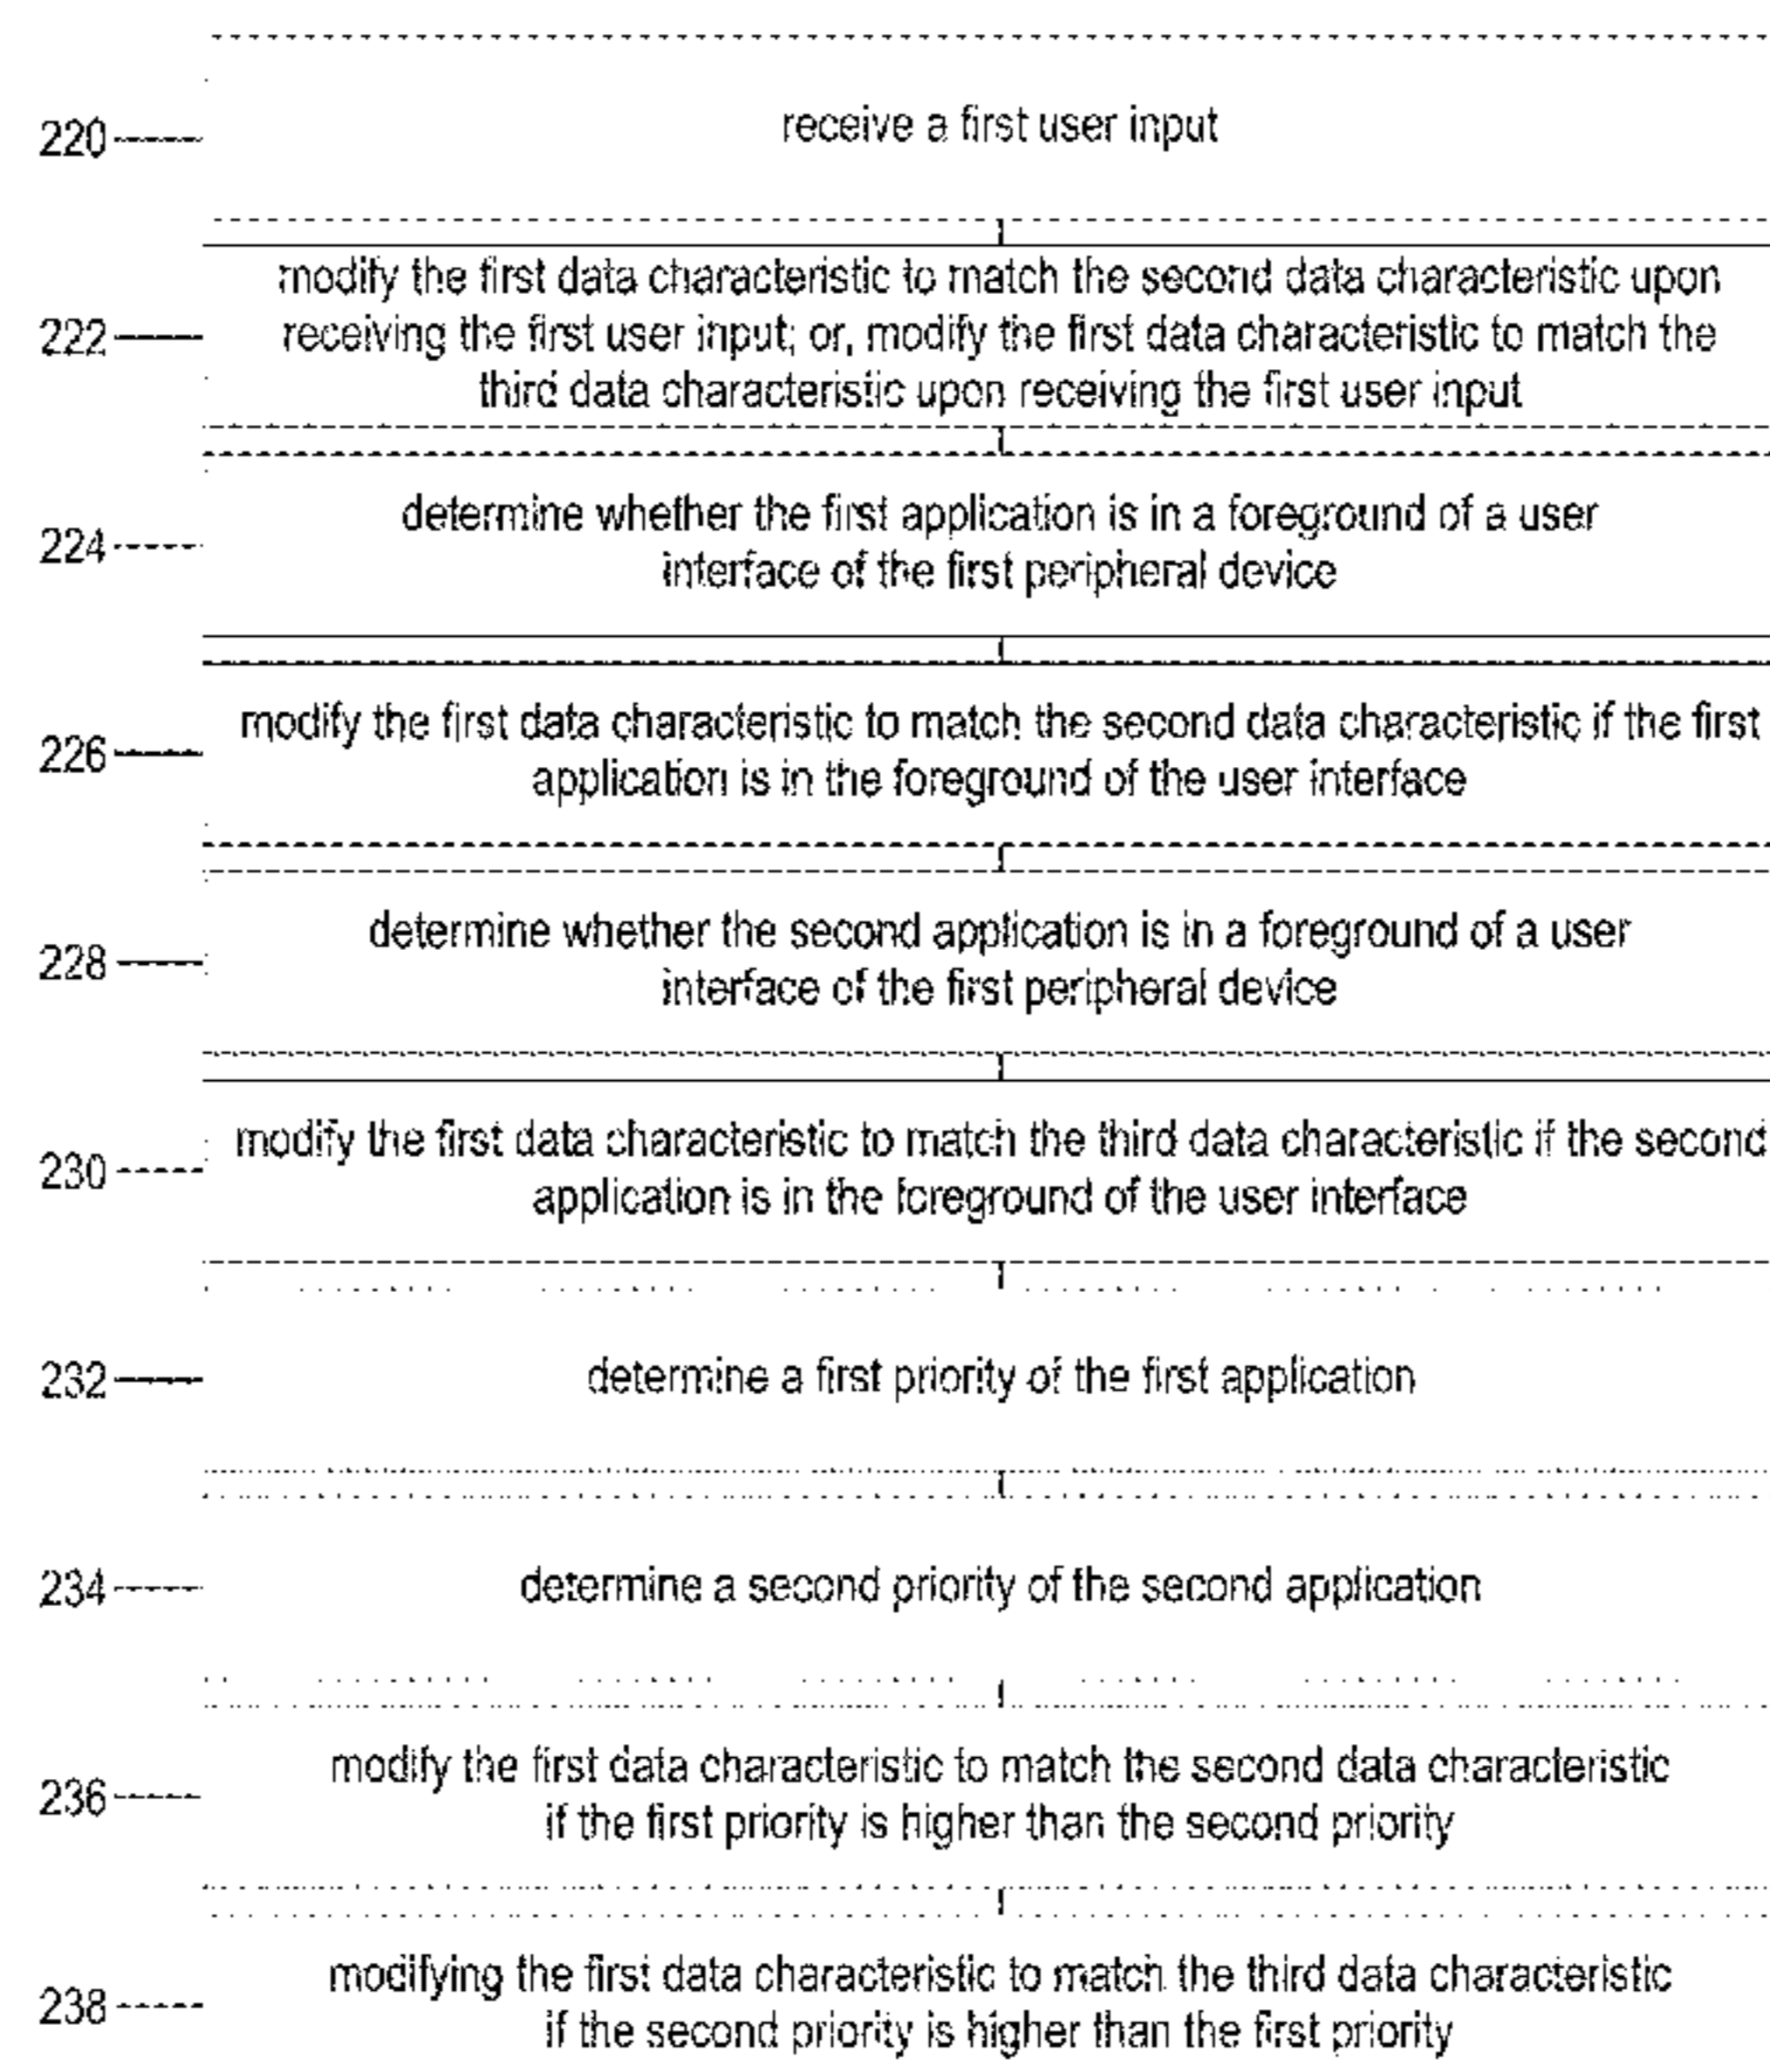 220
receive a first user input
222
modify the first data characteristic to match the second data characteristic upon
receiving the first user input; or, modify the first data characteristic to match the
third data characteristic upon receiving the first user input
224
determine whether the first application is in a foreground of a user
interface of the first peripheral device
226
modify the first data characteristic to match the second data characteristic if the first
application is in the foreground of the user interface
228
determine whether the second application is in a foreground of a user
interface of the first peripheral device
230
modify the first data characteristic to match the third data characteristic if the second
application is in the foreground of the user interface
232
determine a first priority of the first application
234
determine a second priority of the second application
236
modify the first data characteristic to match the second data characteristic
if the first priority is higher than the second priority
238
modifying the first data characteristic to match the third data characteristic
if the second priority is higher than the first priority